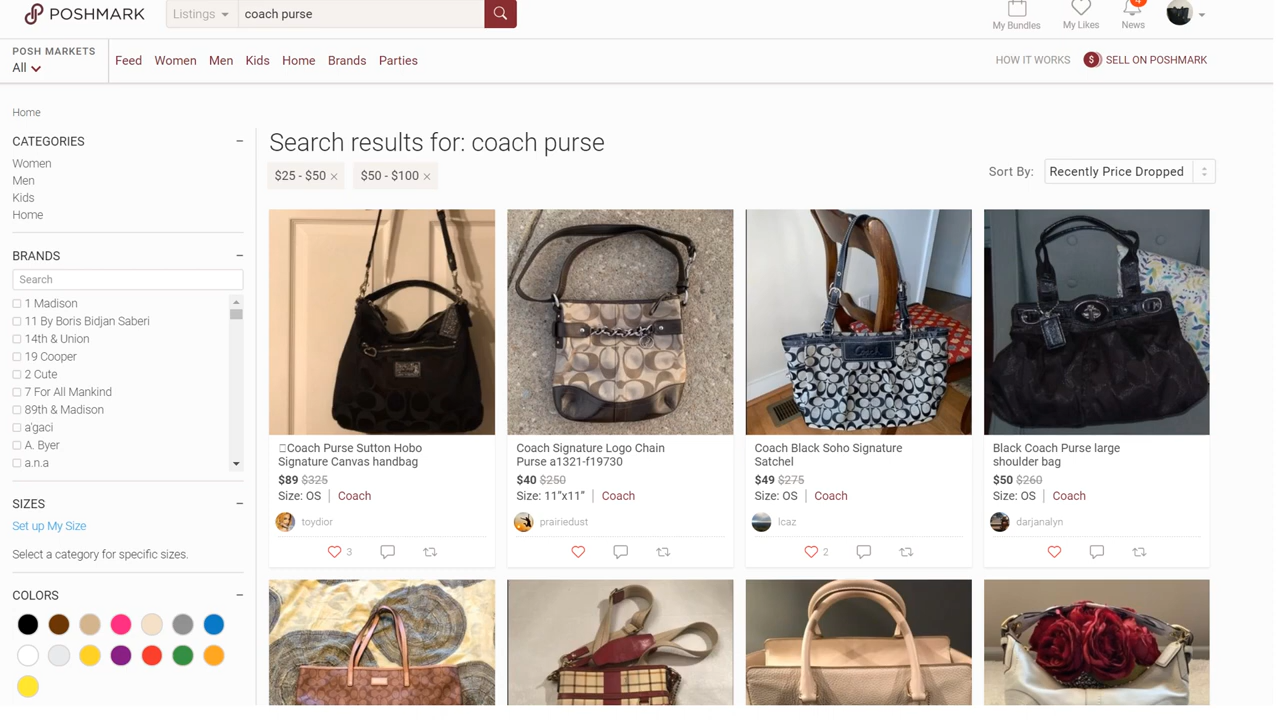 POSHMARK
Listings
coach purse
My Bundles
My Likes
4
News
POSH MARKETS
All
Feed Women Men Kids Home Brands Parties
HOW IT WORKS
$ SELL ON POSHMARK
Home
CATEGORIES
Women
Men
Kids
Home
BRANDS
Search
1 Madison
11 By Boris Bidjan Saberi
14th & Union
19 Cooper
2 Cute
7 For All Mankind
89th & Madison
a'gaci
A. Byer
a.n.a
SIZES
Set up My Size
Select a category for specific sizes.
COLORS
Search results for: coach purse
$25 - $50 ×
$50 - $100 ×
Sort By: Recently Price Dropped
Coach Purse Sutton Hobo
Signature Canvas handbag
$89 $325
Size: OS | Coach
toydior
3
Coach Signature Logo Chain
Purse a1321-f19730
$40 $250
Size: 11”x11” | Coach
prairiedust
Coach Black Soho Signature
Satchel
$49 $275
Size: OS | Coach
lcaz
2
Black Coach Purse large
shoulder bag
$50 $260
Size: OS | Coach
darjanalyn